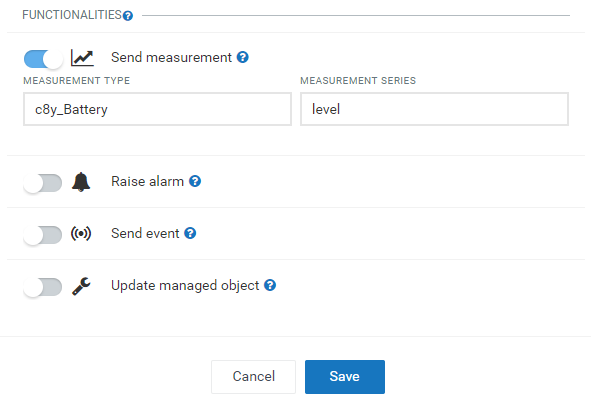 FUNCTIONALITIES ?
Send measurement ?
MEASUREMENT TYPE MEASUREMENT SERIES
c8y_Battery level
Raise alarm ?
Send event ?
Update managed object ?
Cancel Save